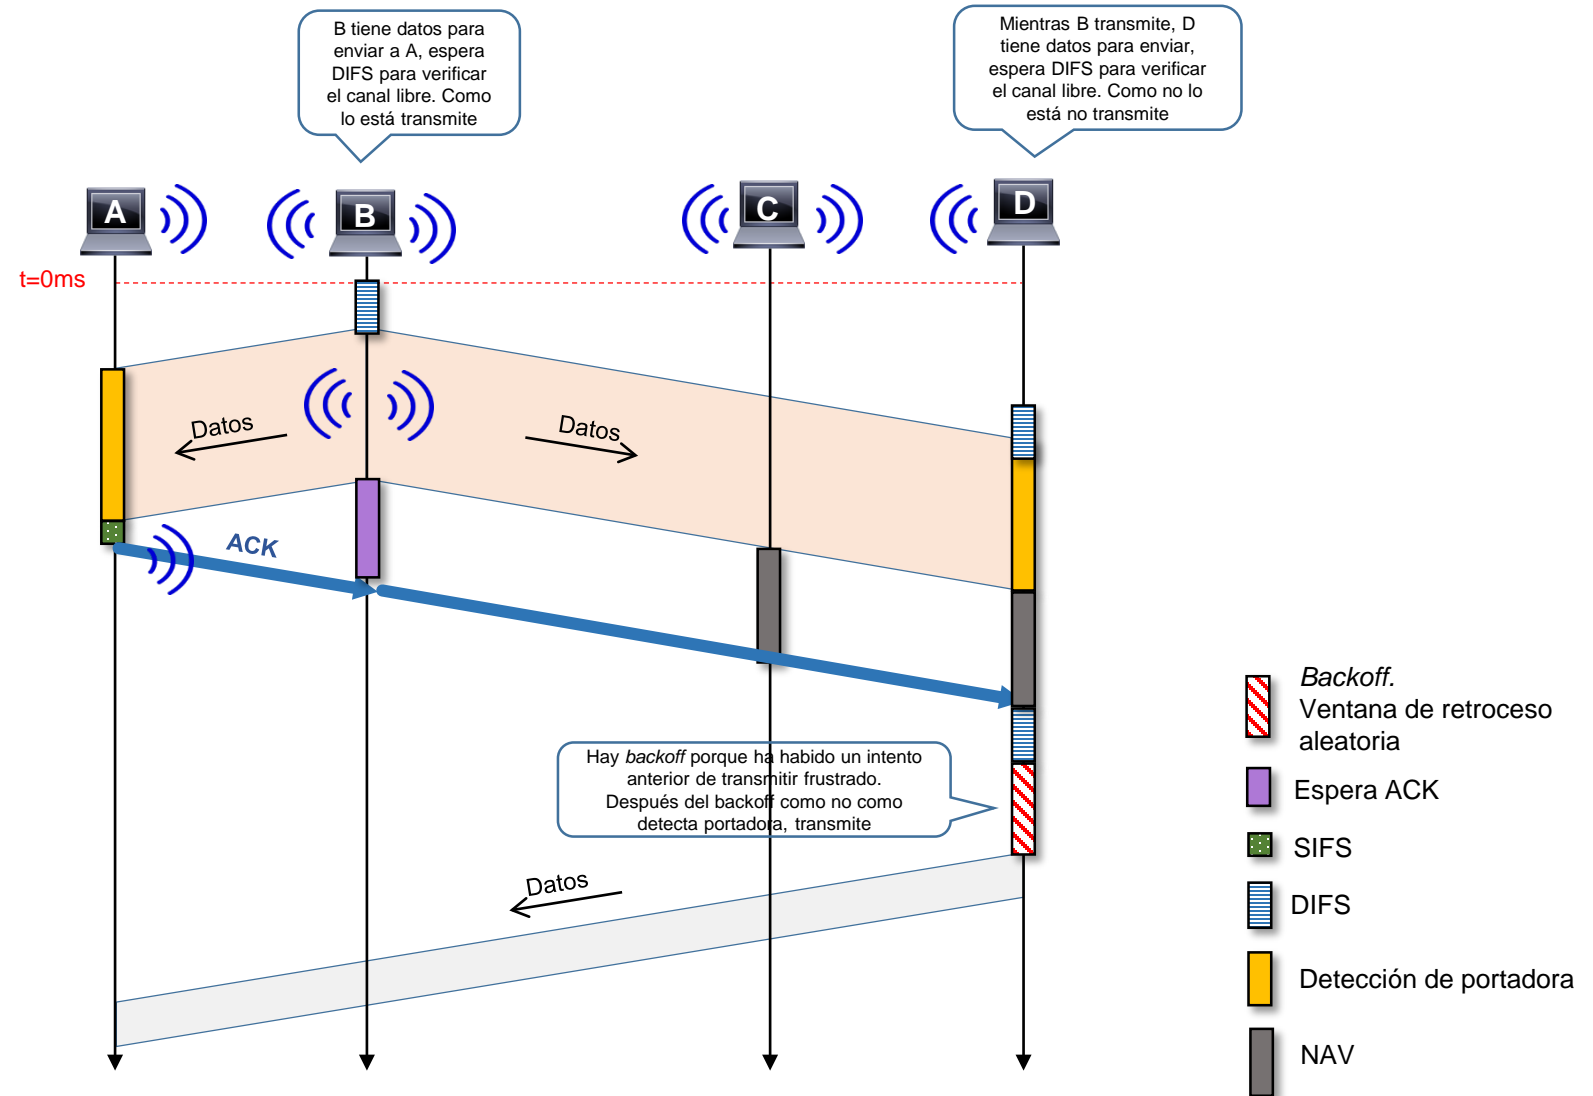 B tiene datos para
enviar a A, espera
DIFS para verificar
el canal libre. Como
lo está transmite
Mientras B transmite, D
tiene datos para enviar,
espera DIFS para verificar
el canal libre. Como no lo
está no transmite
A
B
C
D
t=0ms
Datos
Datos
ACK
Hay backoff porque ha habido un intento
anterior de transmitir frustrado.
Después del backoff como no como
detecta portadora, transmite
Datos
Backoff.
Ventana de retroceso
aleatoria
Espera ACK
SIFS
DIFS
Detección de portadora
NAV